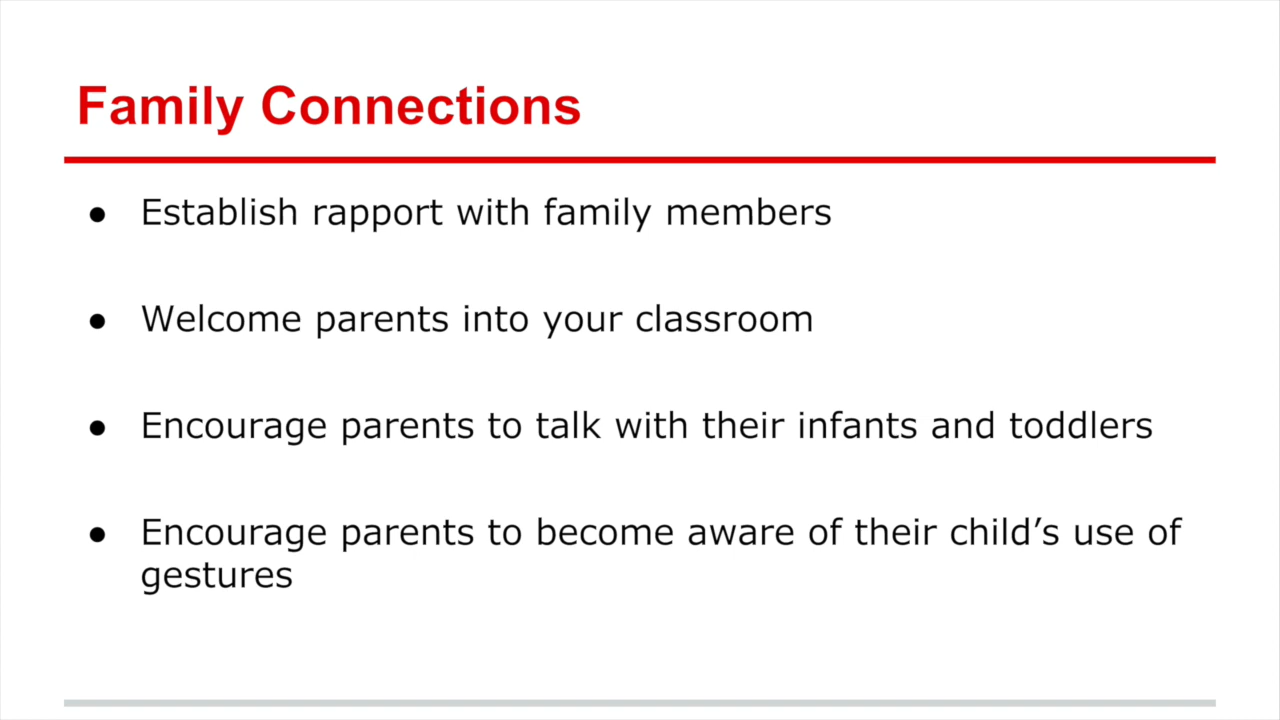 Family Connections
● Establish rapport with family members
● Welcome parents into your classroom
● Encourage parents to talk with their infants and toddlers
● Encourage parents to become aware of their child’s use of
gestures